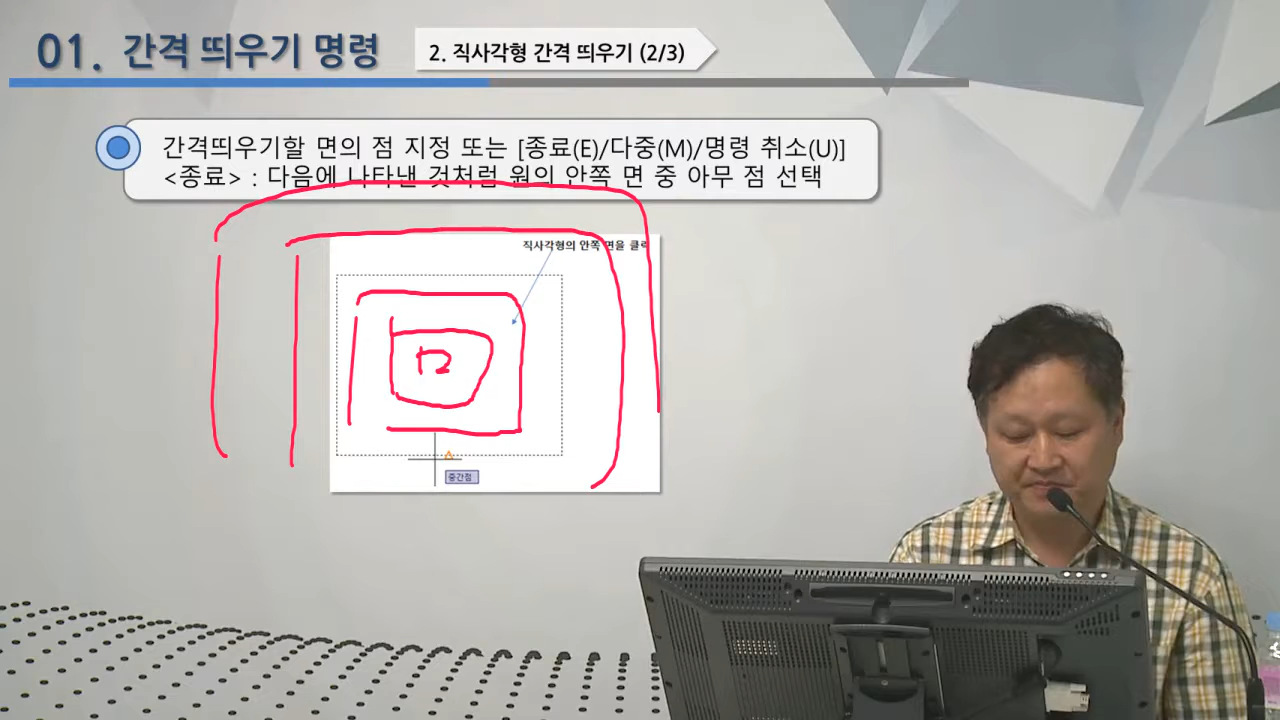 01. 간격 띄우기 명령
2. 직사각형 간격 띄우기 (2/3)
간격띄우기할 면의 점 지정 또는 [종료(E)/다중(M)/명령 취소(U)]
<종료> : 다음에 나타낸 것처럼 원의 안쪽 면 중 아무 점 선택
직사각형의 안쪽 면을 클릭
중간점